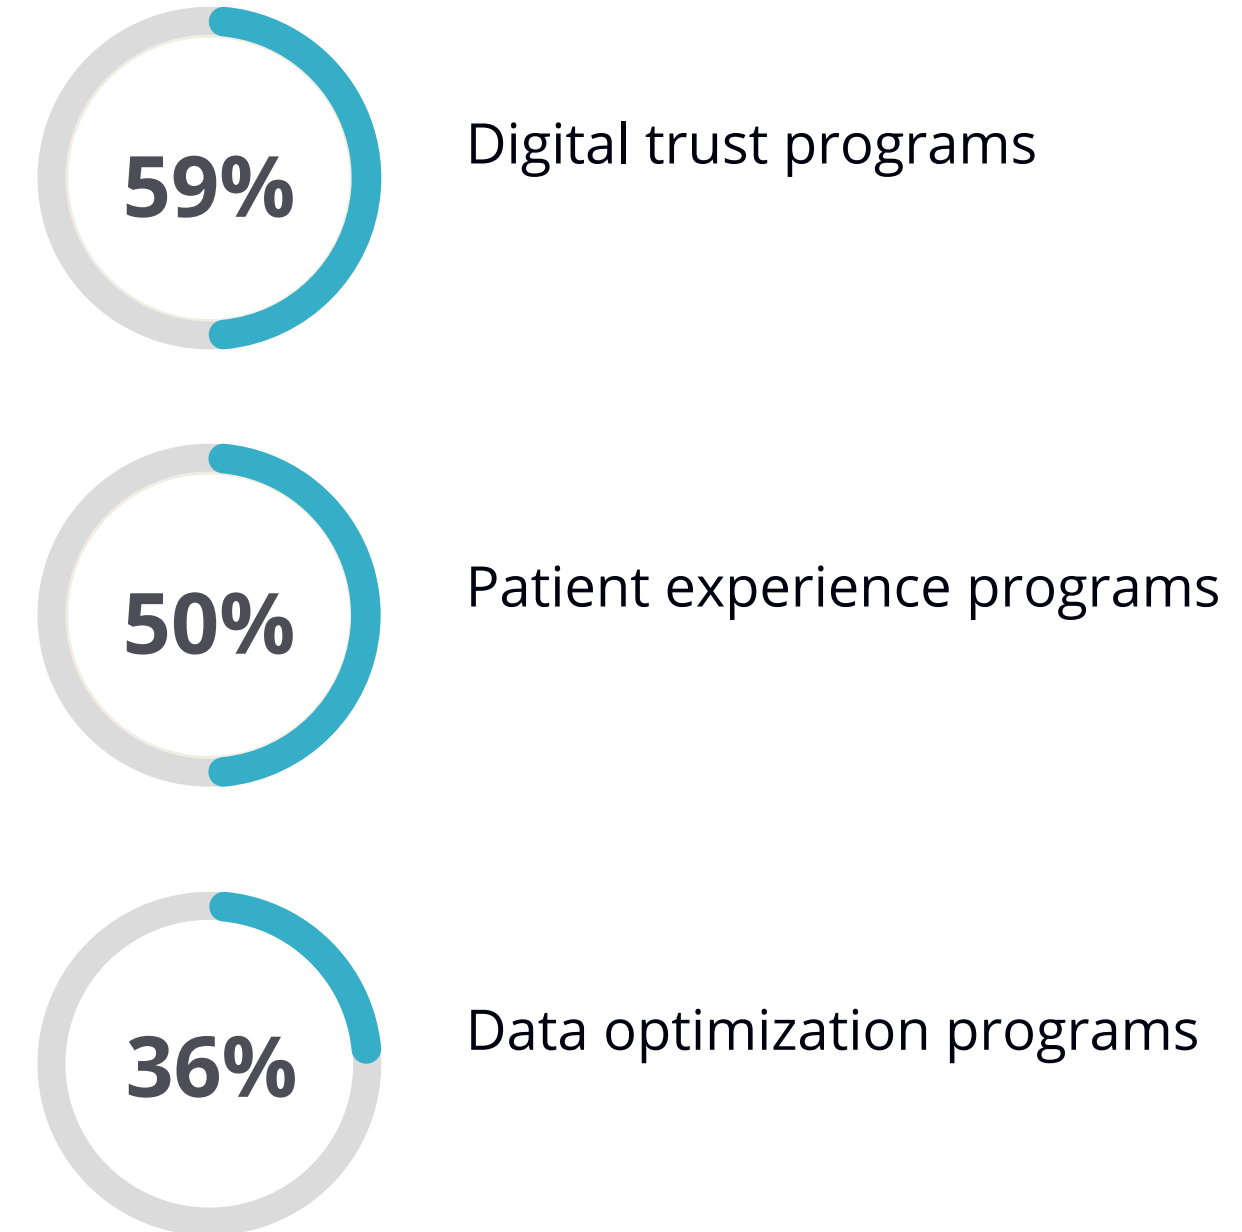 59%
Digital trust programs
50%
Patient experience programs
36%
Data optimization programs